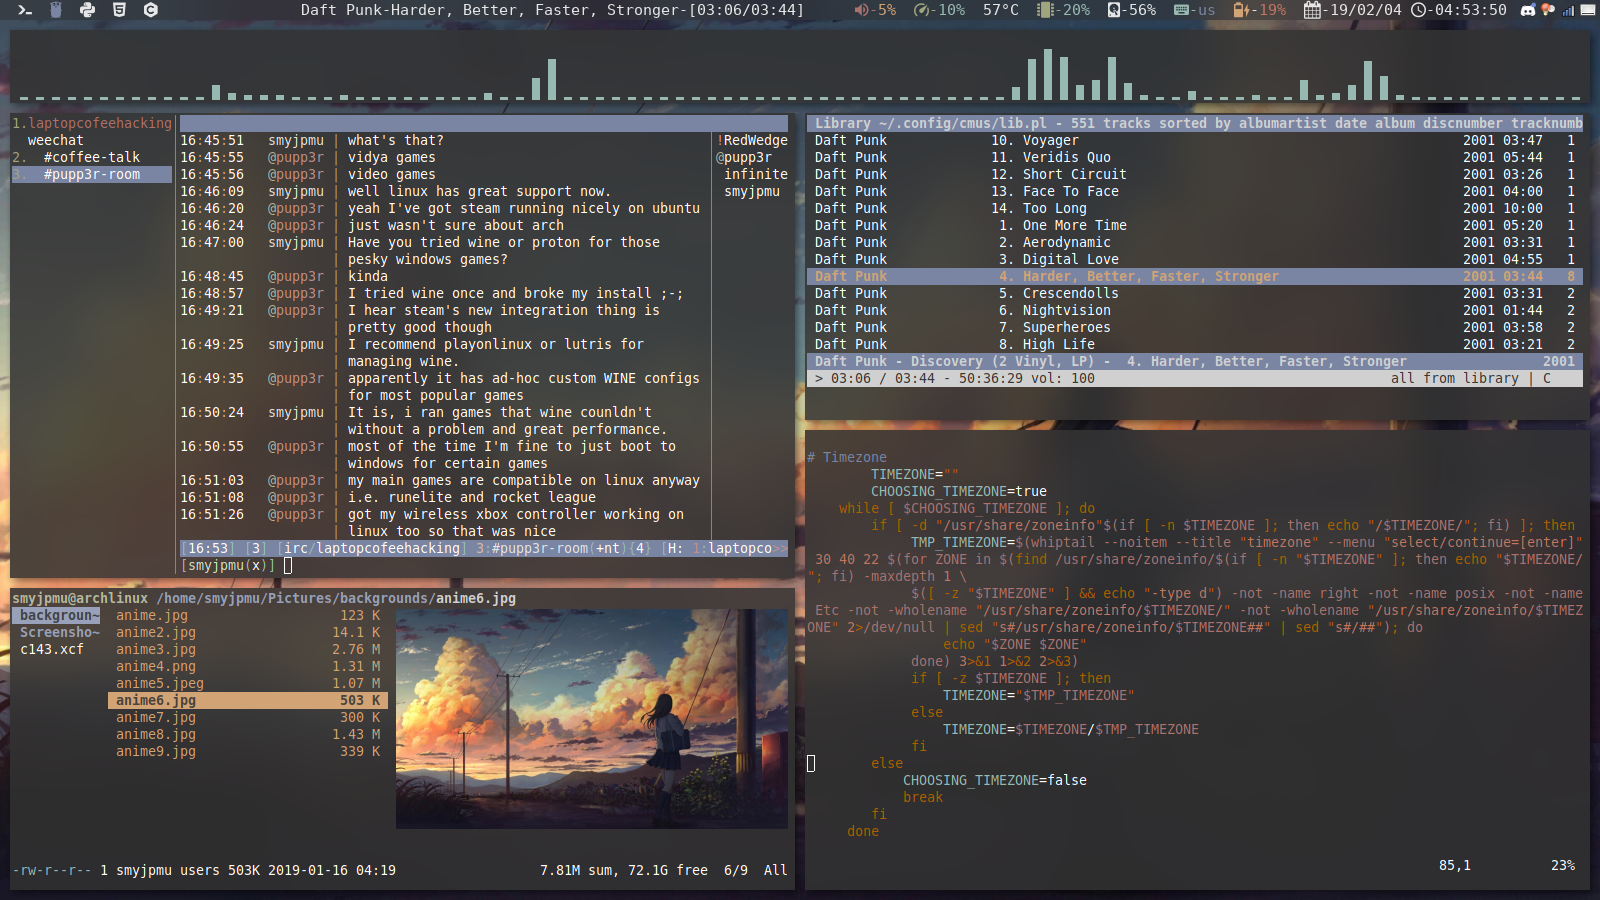 Daft Punk-Harder, Better, Faster, Stronger-[03:06/03:44] -5% -10% 57°C -20% -56% -us -19% -19/02/04 -04:53:50
1.laptopcofeehacking
weechat
2. #coffee-talk
3. #pupp3r-room
16:45:51 smyjpmu | what's that?
16:45:55 @pupp3r | vidya games
16:45:56 @pupp3r | video games
16:46:09 smyjpmu | well linux has great support now.
16:46:20 @pupp3r | yeah I've got steam running nicely on ubuntu
16:46:24 @pupp3r | just wasn't sure about arch
16:47:00 smyjpmu | Have you tried wine or proton for those
| pesky windows games?
16:48:45 @pupp3r | kinda
16:48:57 @pupp3r | I tried wine once and broke my install ;-;
16:49:21 @pupp3r | I hear steam's new integration thing is
| pretty good though
16:49:25 smyjpmu | I recommend playonlinux or lutris for
| managing wine.
16:49:35 @pupp3r | apparently it has ad-hoc custom WINE configs
| for most popular games
16:50:24 smyjpmu | It is, i ran games that wine counldn't
| without a problem and great performance.
16:50:55 @pupp3r | most of the time I'm fine to just boot to
| windows for certain games
16:51:03 @pupp3r | my main games are compatible on linux anyway
16:51:08 @pupp3r | i.e. runelite and rocket league
16:51:26 @pupp3r | got my wireless xbox controller working on
| linux too so that was nice
!RedWedge
@pupp3r
infinite
smyjpmu
[16:53] [3] [irc/laptopcofeehacking] 3:#pupp3r-room(+nt){4} [H: 1:laptopco>>
[smyjpmu(x)]
Library ~/.config/cmus/lib.pl - 551 tracks sorted by albumartist date album discnumber tracknumb
Daft Punk 10. Voyager 2001 03:47 1
Daft Punk 11. Veridis Quo 2001 05:44 1
Daft Punk 12. Short Circuit 2001 03:26 1
Daft Punk 13. Face To Face 2001 04:00 1
Daft Punk 14. Too Long 2001 10:00 1
Daft Punk 1. One More Time 2001 05:20 1
Daft Punk 2. Aerodynamic 2001 03:31 1
Daft Punk 3. Digital Love 2001 04:55 1
Daft Punk 4. Harder, Better, Faster, Stronger 2001 03:44 8
Daft Punk 5. Crescendolls 2001 03:31 2
Daft Punk 6. Nightvision 2001 01:44 2
Daft Punk 7. Superheroes 2001 03:58 2
Daft Punk 8. High Life 2001 03:21 2
Daft Punk - Discovery (2 Vinyl, LP) - 4. Harder, Better, Faster, Stronger 2001
> 03:06 / 03:44 - 50:36:29 vol: 100 all from library | C
smyjpmu@archlinux /home/smyjpmu/Pictures/backgrounds/anime6.jpg
backgroun~ anime.jpg 123 K
Screensho~ anime2.jpg 14.1 K
c143.xcf anime3.jpg 2.76 M
anime4.png 1.31 M
anime5.jpeg 1.07 M
anime6.jpg 503 K
anime7.jpg 300 K
anime8.jpg 1.43 M
anime9.jpg 339 K
-rw-r--r-- 1 smyjpmu users 503K 2019-01-16 04:19 7.81M sum, 72.1G free 6/9 All
# Timezone
TIMEZONE=""
CHOOSING_TIMEZONE=true
while [ $CHOOSING_TIMEZONE ]; do
if [ -d "/usr/share/zoneinfo"$(if [ -n $TIMEZONE ]; then echo "/$TIMEZONE/"; fi) ]; then
TMP_TIMEZONE=$(whiptail --noitem --title "timezone" --menu "select/continue=[enter]"
30 40 22 $(for ZONE in $(find /usr/share/zoneinfo/$(if [ -n "$TIMEZONE" ]; then echo "$TIMEZONE/
"; fi) -maxdepth 1 \
$([ -z "$TIMEZONE" ] && echo "-type d") -not -name right -not -name posix -not -name
Etc -not -wholename "/usr/share/zoneinfo/$TIMEZONE/" -not -wholename "/usr/share/zoneinfo/$TIMEZ
ONE" 2>/dev/null | sed "s#/usr/share/zoneinfo/$TIMEZONE##" | sed "s#/##"); do
echo "$ZONE $ZONE"
done) 3>&1 1>&2 2>&3)
if [ -z $TIMEZONE ]; then
TIMEZONE="$TMP_TIMEZONE"
else
TIMEZONE=$TIMEZONE/$TMP_TIMEZONE
fi
else
CHOOSING_TIMEZONE=false
break
fi
done
85,1 23%